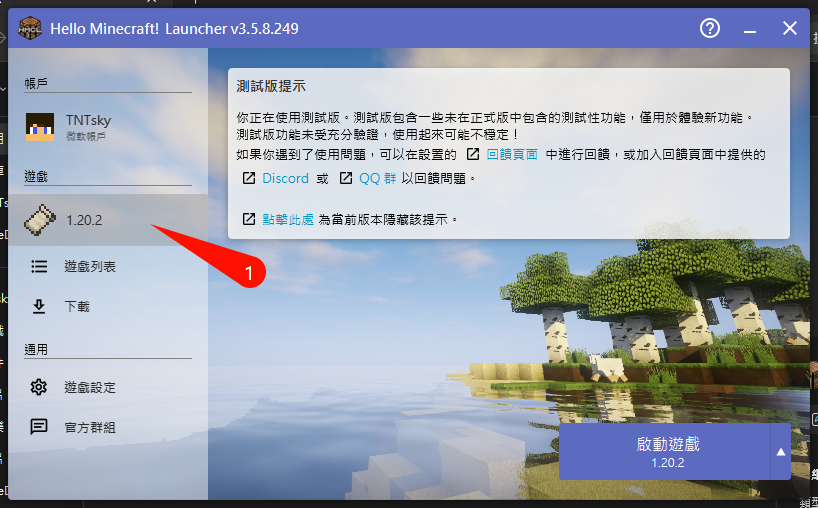 Hello Minecraft! Launcher v3.5.8.249
帳戶
TNTsky
微軟帳戶
遊戲
1.20.2
遊戲列表
下載
通用
遊戲設定
官方群組
1
測試版提示
你正在使用測試版。測試版包含一些未在正式版中包含的測試性功能，僅用於體驗新功能。
測試版功能未受充分驗證，使用起來可能不穩定！
如果你遇到了使用問題，可以在設置的 回饋頁面 中進行回饋，或加入回饋頁面中提供的
Discord 或 QQ 群 以回饋問題。
點擊此處 為當前版本隱藏該提示。
啟動遊戲
1.20.2